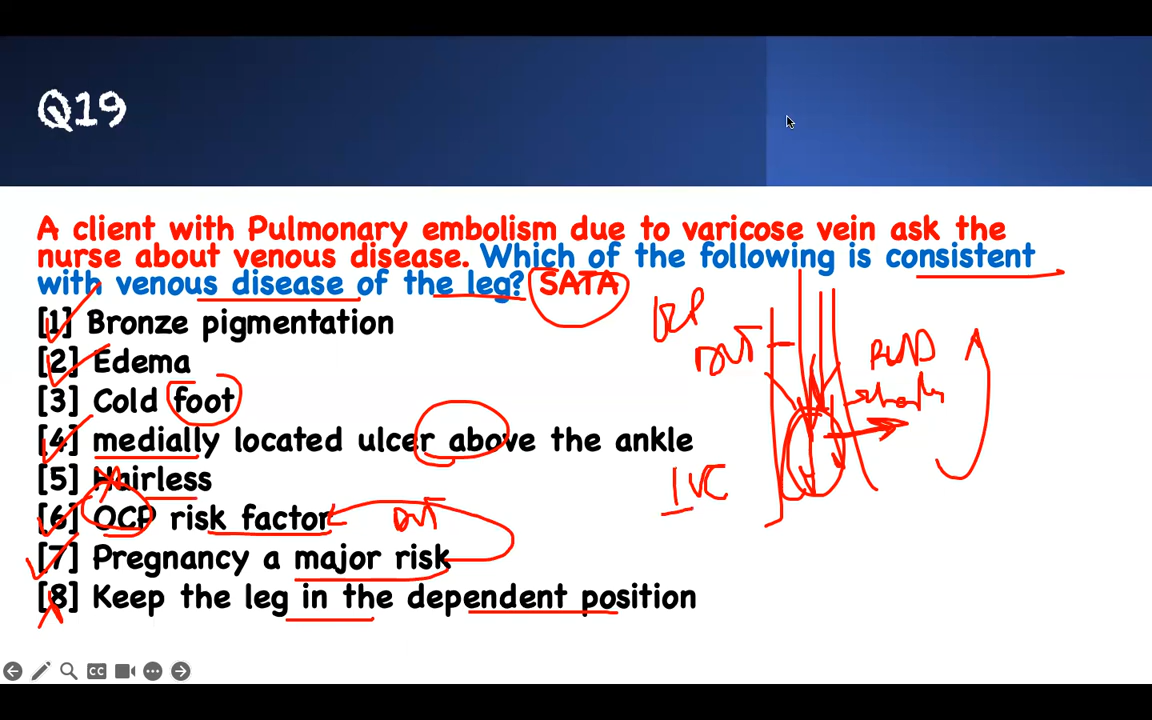 Q19
A client with Pulmonary embolism due to varicose vein ask the
nurse about venous disease. Which of the following is consistent
with venous disease of the leg? SATA
[1] Bronze pigmentation
[2] Edema
[3] Cold foot
[4] medially located ulcer above the ankle
[5] Hairless
[6] OCP risk factor
[7] Pregnancy a major risk
[8] Keep the leg in the dependent position
DVT
DVT
IVC
CC